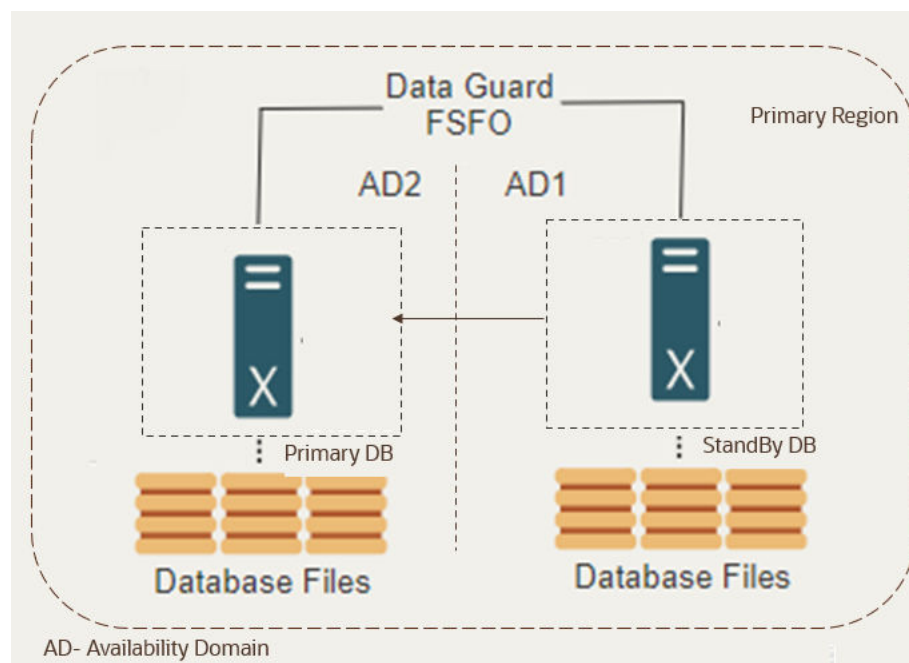 Data Guard
FSFO
Primary Region
AD2
AD1
X
X
Primary DB
StandBy DB
Database Files
Database Files
AD- Availability Domain